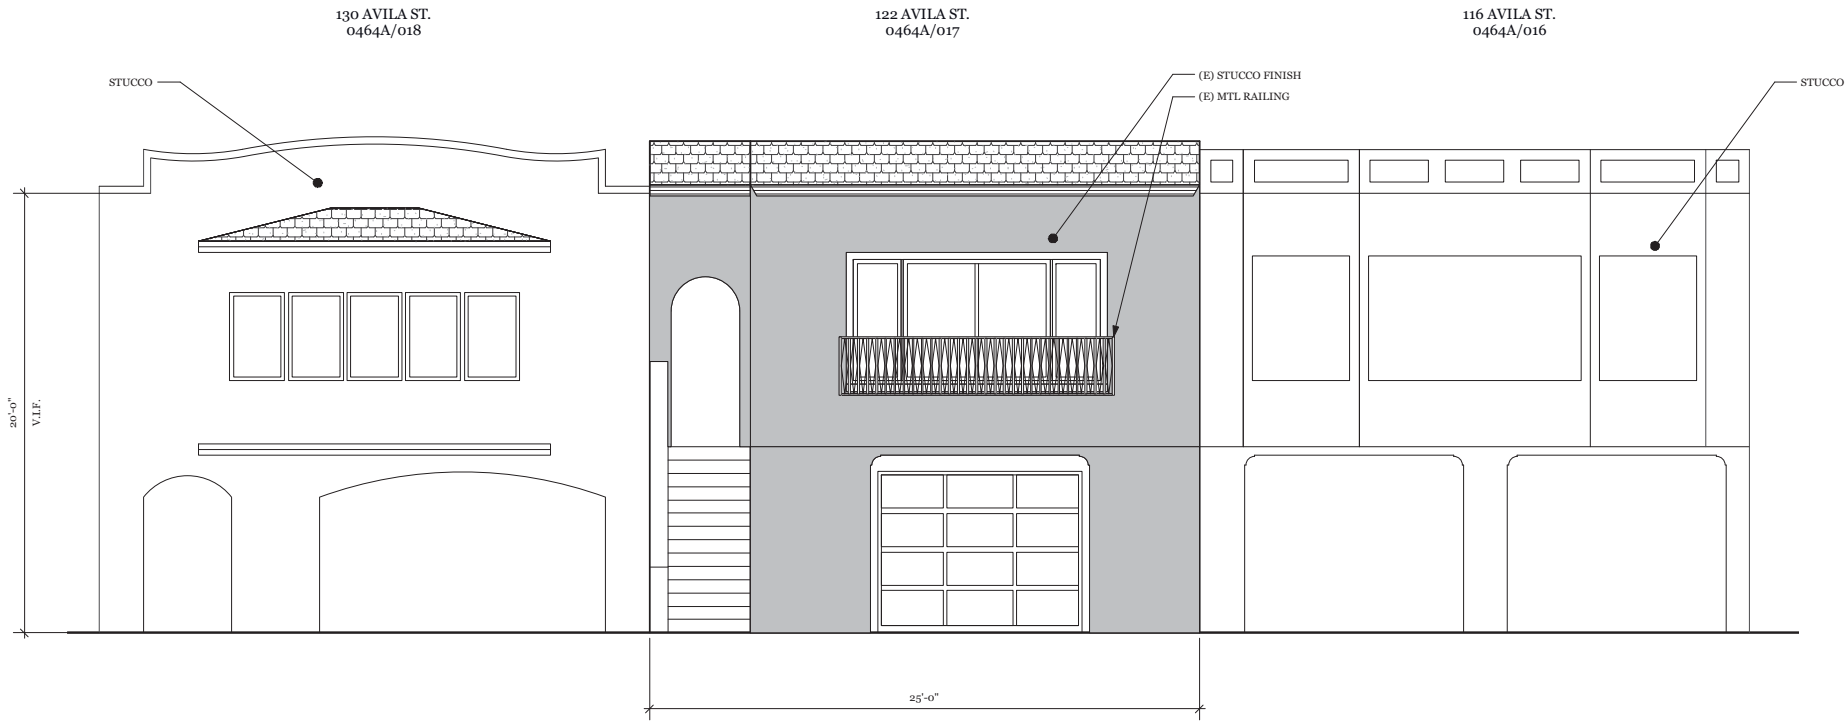 130 AVILA ST.
0464A/018
122 AVILA ST.
0464A/017
116 AVILA ST.
0464A/016
STUCCO
(E) STUCCO FINISH
(E) MTL RAILING
STUCCO
20'-0"
V.I.F.
25'-0"